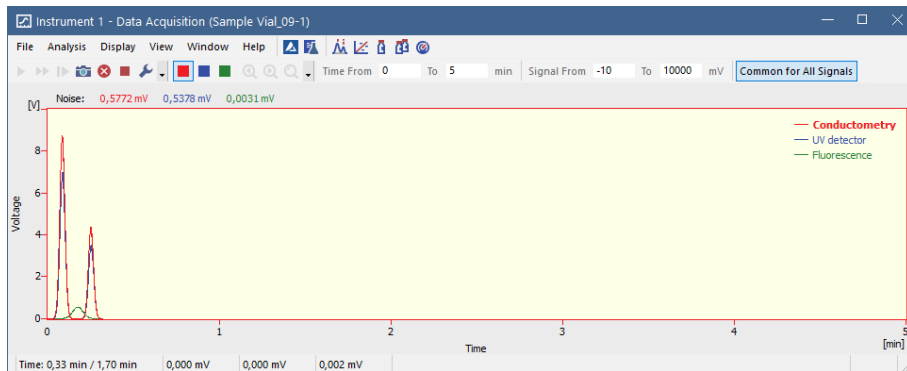 Instrument 1 - Data Acquisition (Sample Vial_09-1)
File Analysis Display View Window Help
Time From 0 To 5 min Signal From -10 To 10000 mV Common for All Signals
Noise: 0,5772 mV 0,5378 mV 0,0031 mV
[V]
Conductometry
UV detector
Fluorescence
8
6
4
2
0
Voltage
0 1 2 3 4 5
Time
[min]
Time: 0,33 min / 1,70 min 0,000 mV 0,000 mV 0,002 mV